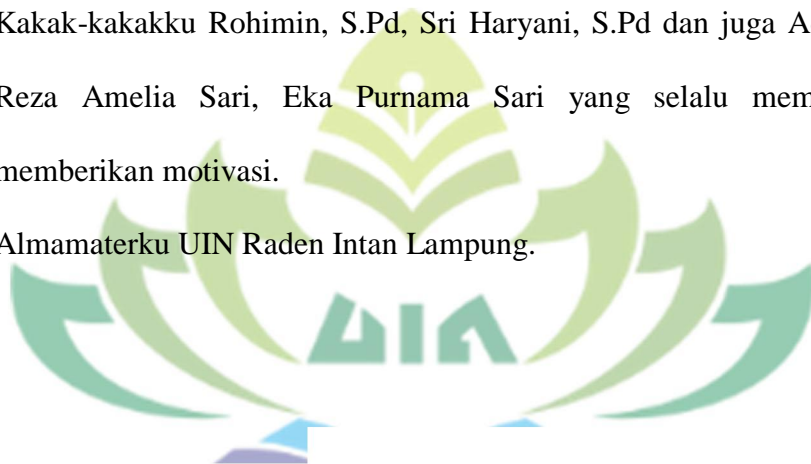 Kakak-kakakku Rohimin, S.Pd, Sri Haryani, S.Pd dan juga A
Reza Amelia Sari, Eka Purnama Sari yang selalu mem
memberikan motivasi.
Almamaterku UIN Raden Intan Lampung.
UIN